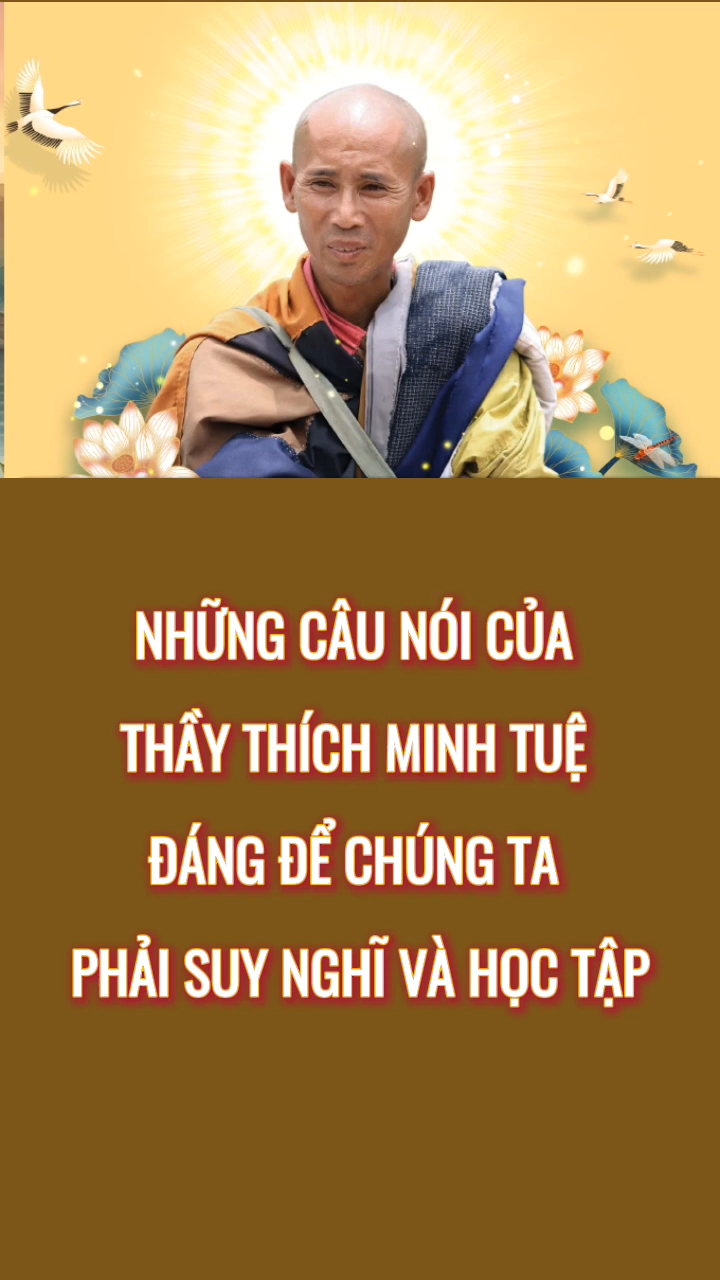 NHỮNG CÂU NÓI CỦA
THẦY THÍCH MINH TUỆ
ĐÁNG ĐỂ CHÚNG TA
PHẢI SUY NGHĨ VÀ HỌC TẬP